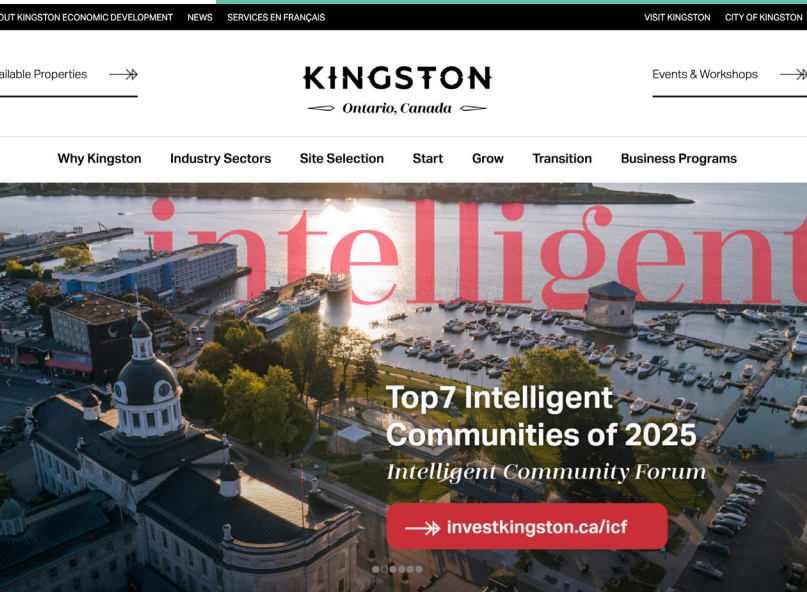 OUT KINGSTON ECONOMIC DEVELOPMENT NEWS SERVICES EN FRANÇAIS VISIT KINGSTON CITY OF KINGSTON
ailable Properties
KINGSTON
Ontario, Canada
Events & Workshops
Why Kingston Industry Sectors Site Selection Start Grow Transition Business Programs
intelligent
Top7 Intelligent
Communities of 2025
Intelligent Community Forum
investkingston.ca/icf